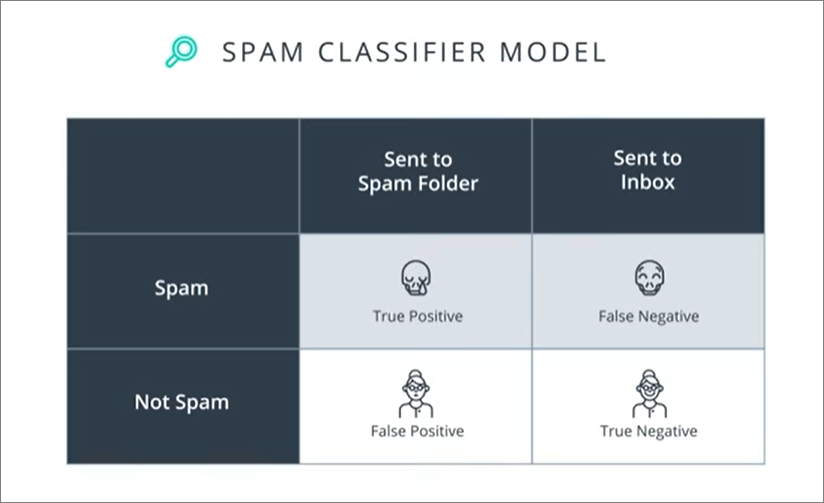 SPAM CLASSIFIER MODEL
Sent to
Spam Folder
Sent to
Inbox
Spam
True Positive
False Negative
Not Spam
False Positive
True Negative